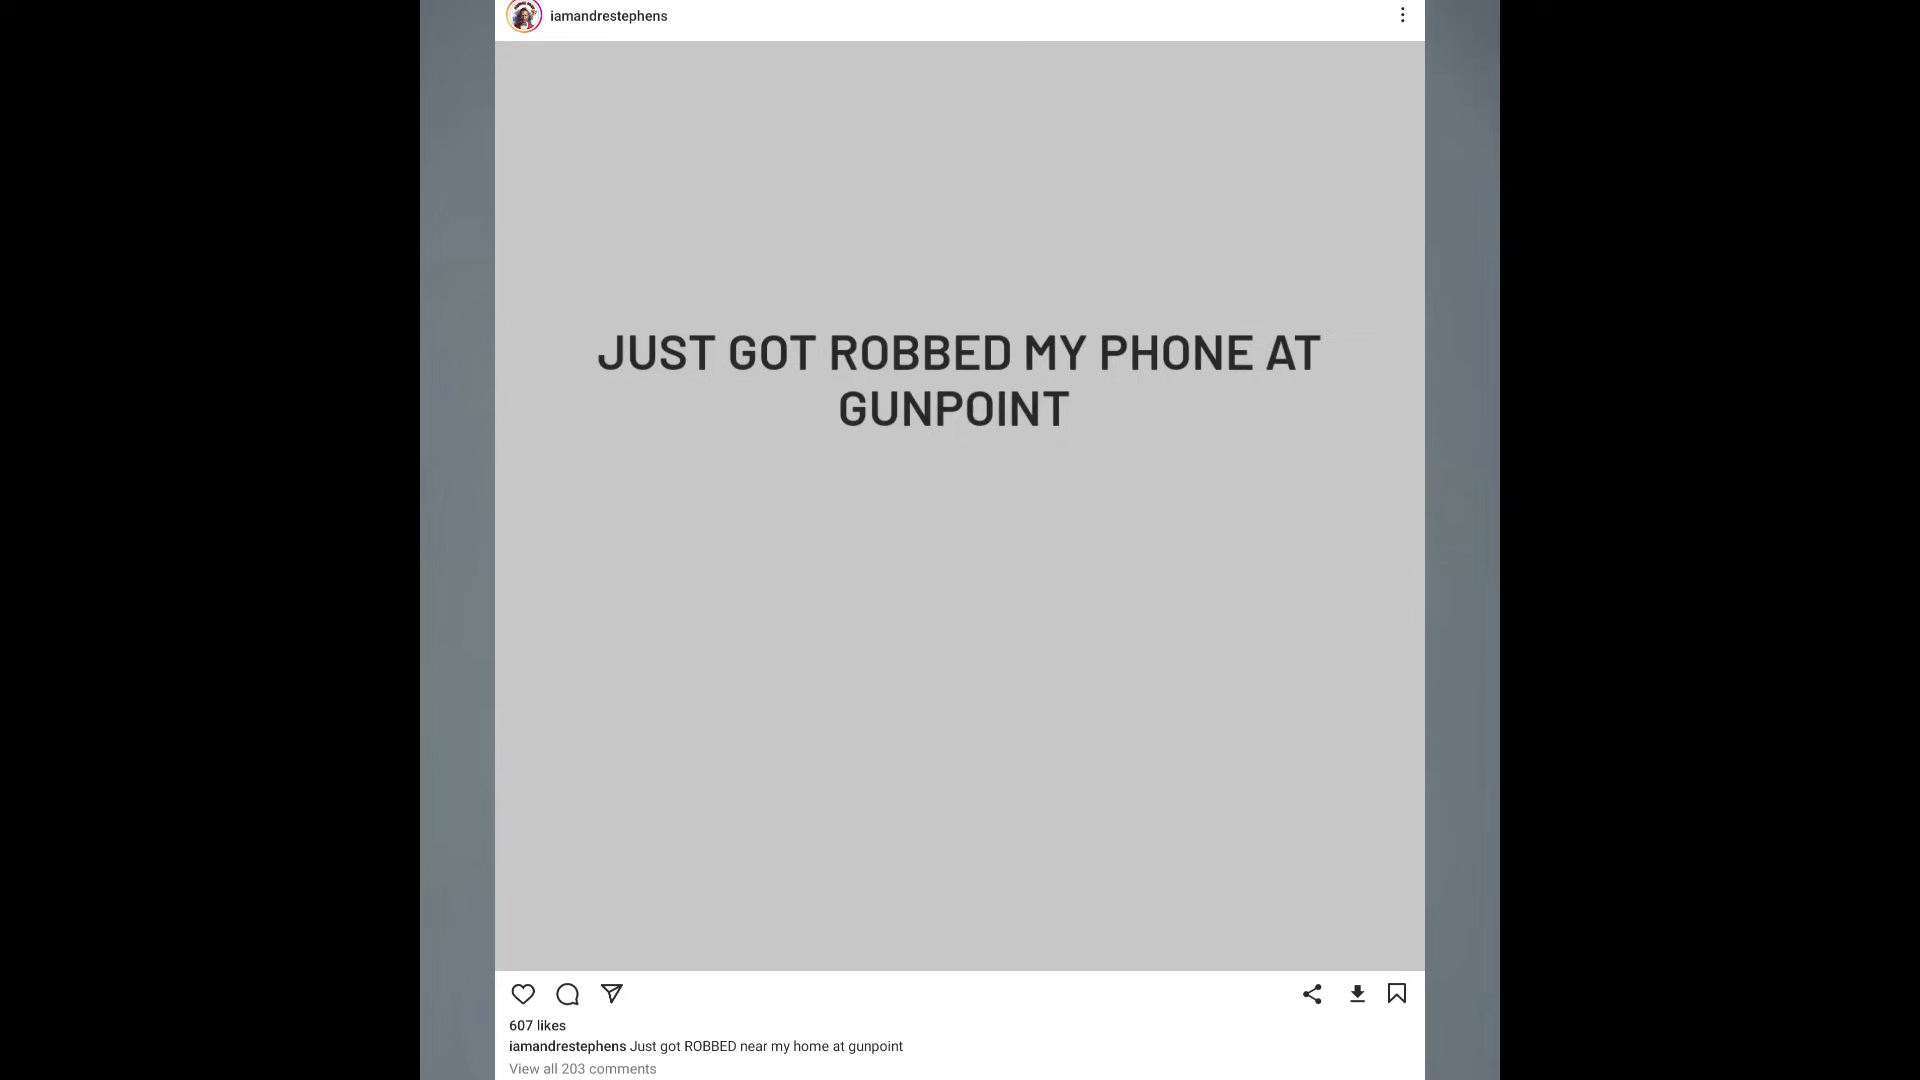 iamandrestephens
JUST GOT ROBBED MY PHONE AT
GUNPOINT
607 likes
iamandrestephens Just got ROBBED near my home at gunpoint
View all 203 comments